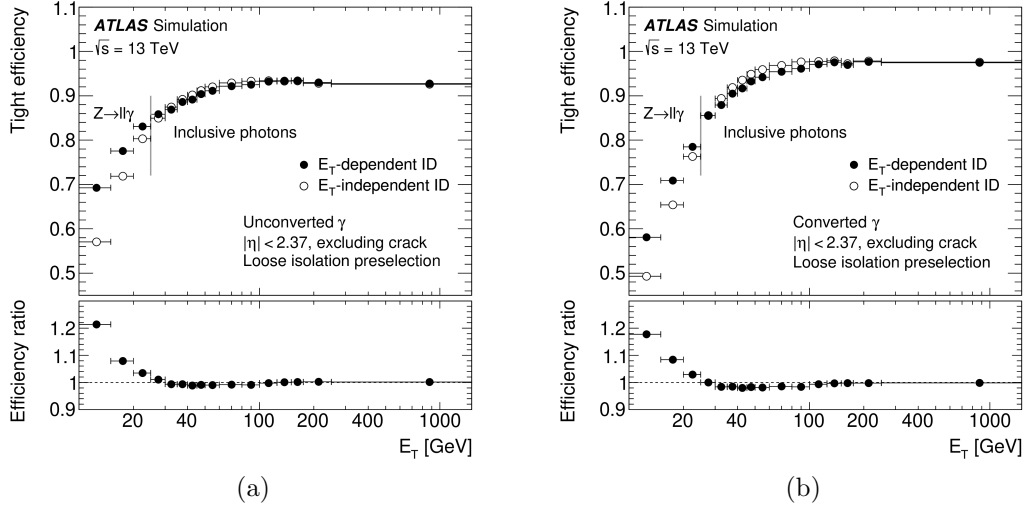 Tight efficiency
1.1
1
0.9
0.8
0.7
0.6
0.5
ATLAS Simulation
√s = 13 TeV
Z→llγ
Inclusive photons
E_T-dependent ID
E_T-independent ID
Unconverted γ
|η| < 2.37, excluding crack
Loose isolation preselection
Efficiency ratio
1.2
1.1
1
0.9
20 40 100 200 400 1000
E_T [GeV]
(a)
Tight efficiency
1.1
1
0.9
0.8
0.7
0.6
0.5
ATLAS Simulation
√s = 13 TeV
Z→llγ
Inclusive photons
E_T-dependent ID
E_T-independent ID
Converted γ
|η| < 2.37, excluding crack
Loose isolation preselection
Efficiency ratio
1.2
1.1
1
0.9
20 40 100 200 400 1000
E_T [GeV]
(b)